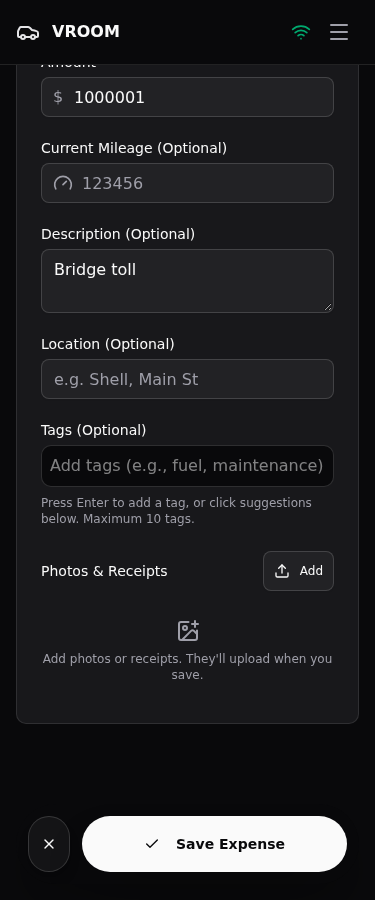 VROOM
Amount
$ 1000001
Current Mileage (Optional)
123456
Description (Optional)
Bridge toll
Location (Optional)
e.g. Shell, Main St
Tags (Optional)
Add tags (e.g., fuel, maintenance)
Press Enter to add a tag, or click suggestions
below. Maximum 10 tags.
Photos & Receipts
Add
Add photos or receipts. They'll upload when you
save.
Save Expense